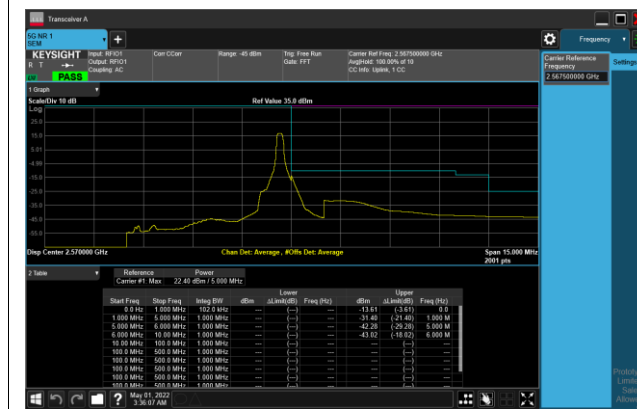 Transceiver A
5G NR 1
SEM
Frequency
KEYSIGHT
R T
PASS
Input: RFIO1
Output: RFIO1
Coupling: AC
Corr CCorr
Range: -45 dBm
Trig: Free Run
Gate: FFT
Carrier Ref Freq: 2.567500000 GHz
Avg|Hold: 100.00% of 10
CC Info: Uplink, 1 CC
Carrier Reference
Frequency
2.567500000 GHz
Settings
1 Graph
Scale/Div 10 dB
Ref Value 35.0 dBm
Log
25.0
15.0
5.01
-4.99
-15.0
-25.0
-35.0
-45.0
-55.0
Disp Center 2.570000 GHz
Chan Det: Average , #Offs Det: Average
Span 15.000 MHz
2001 pts
2 Table
Reference Power
Carrier #1 Max 22.40 dBm / 5.000 MHz
Lower Upper
Start Freq Stop Freq Integ BW dBm ΔLimit(dB) Freq (Hz) dBm ΔLimit(dB) Freq (Hz)
0.0 Hz 1.000 MHz 102.0 kHz --- (---) --- -13.61 (-3.61) 0.0
1.000 MHz 5.000 MHz 1.000 MHz --- (---) --- -31.40 (-21.40) 1.000 M
5.000 MHz 6.000 MHz 1.000 MHz --- (---) --- -42.28 (-29.28) 5.000 M
6.000 MHz 10.00 MHz 1.000 MHz --- (---) --- -43.02 (-18.02) 6.000 M
10.00 MHz 100.0 MHz 1.000 MHz --- (---) --- --- (---) ---
100.0 MHz 500.0 MHz 1.000 MHz --- (---) --- --- (---) ---
100.0 MHz 500.0 MHz 1.000 MHz --- (---) --- --- (---) ---
100.0 MHz 500.0 MHz 1.000 MHz --- (---) --- --- (---) ---
100.0 MHz 500.0 MHz 1.000 MHz --- (---) --- --- (---) ---
May 01, 2022
3:36:07 AM